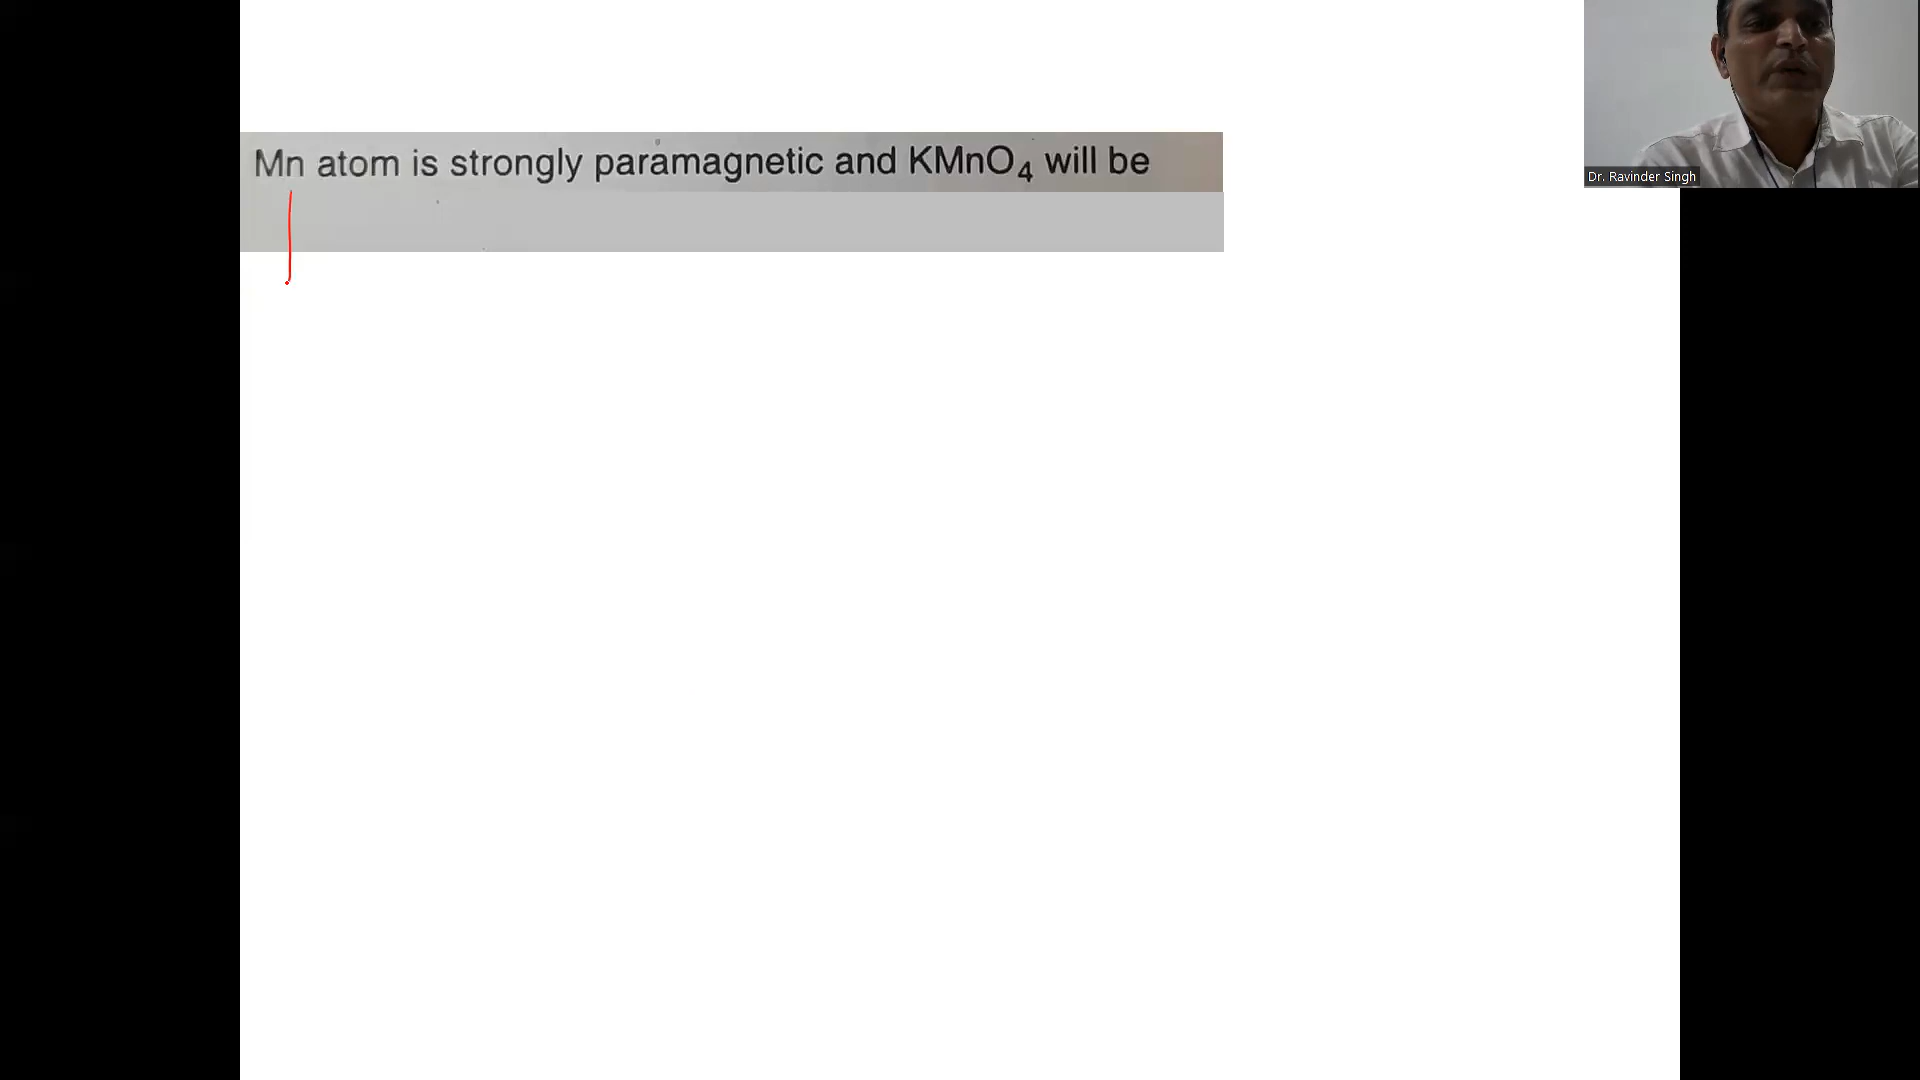 Mn atom is strongly paramagnetic and KMnO₄ will be
Dr. Ravinder Singh